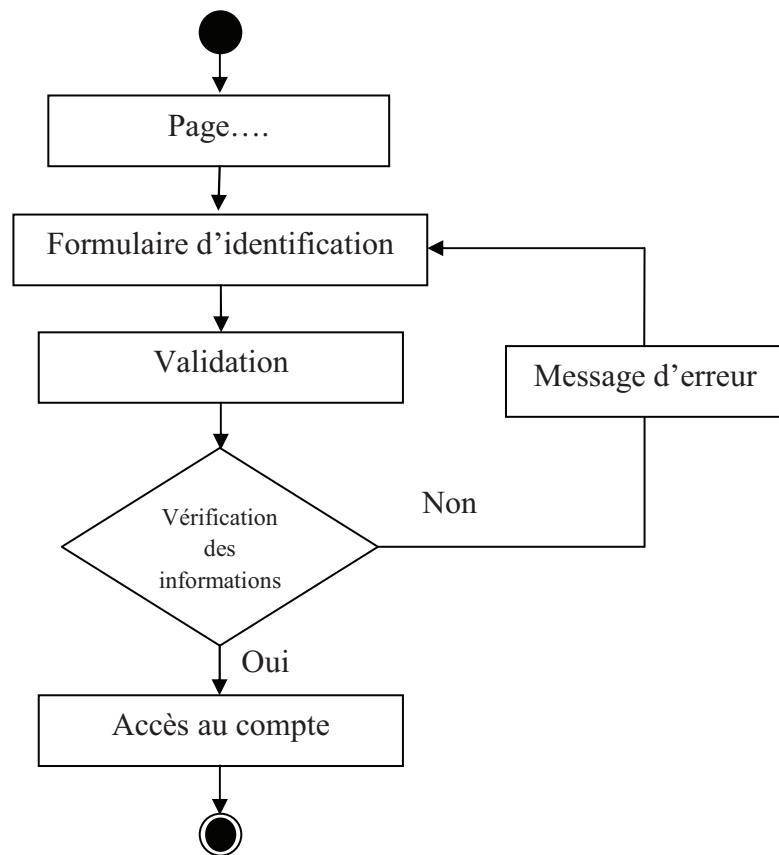 Page….
Formulaire d’identification
Validation
Message d’erreur
Non
Vérification
des
informations
Oui
Accès au compte